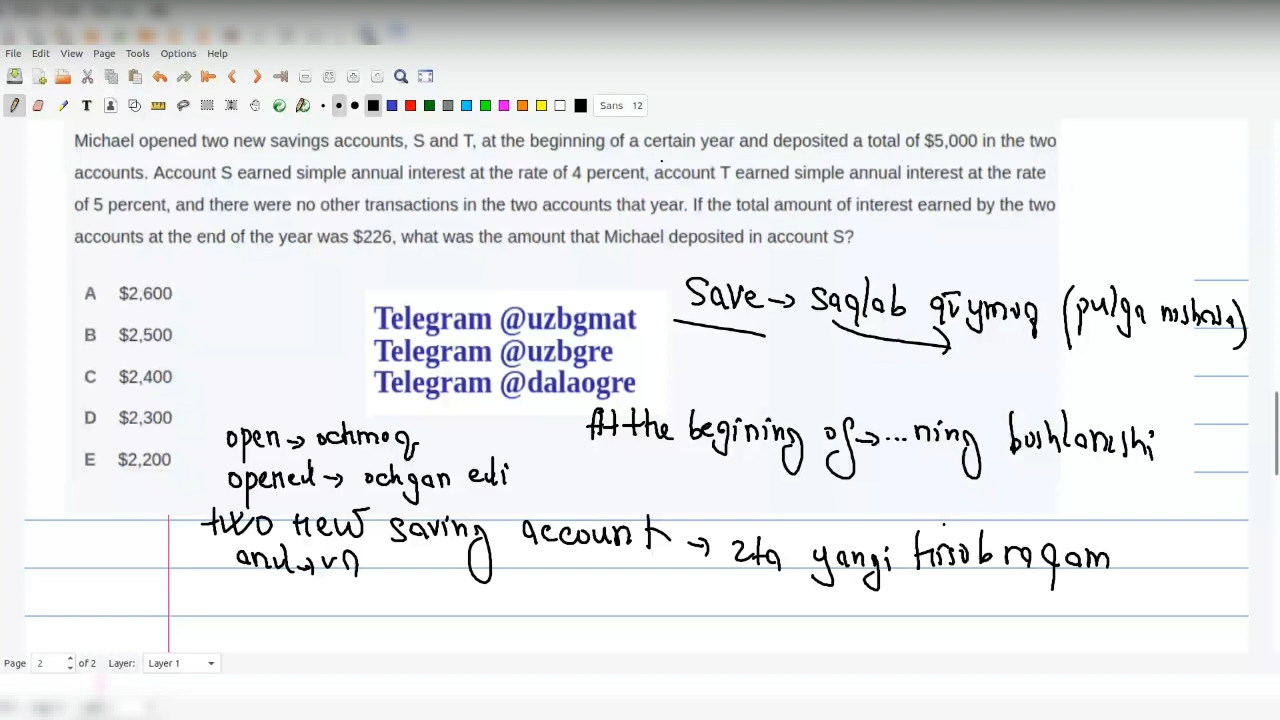 File Edit View Page Tools Options Help
Sans 12
Michael opened two new savings accounts, S and T, at the beginning of a certain year and deposited a total of $5,000 in the two
accounts. Account S earned simple annual interest at the rate of 4 percent, account T earned simple annual interest at the rate
of 5 percent, and there were no other transactions in the two accounts that year. If the total amount of interest earned by the two
accounts at the end of the year was $226, what was the amount that Michael deposited in account S?
A $2,600
B $2,500
C $2,400
D $2,300
E $2,200
Telegram @uzbgmat
Telegram @uzbgre
Telegram @dalaogre
Save → saqlab qo'ymoq (pulga
At the begining of → ...ning boshlanishi
open → ochmoq
opened → ochgan edi
two new saving account → 2ta yangi hisobraqam
and → va
Page 2 of 2 Layer: Layer 1